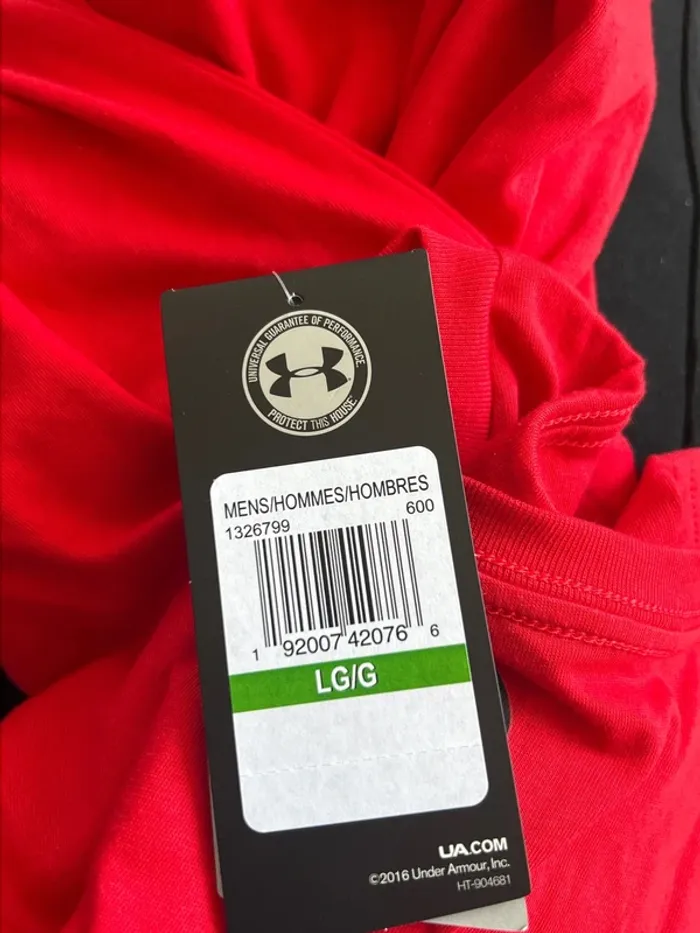 UNIVERSAL GUARANTEE OF PERFORMANCE.
PROTECT THIS HOUSE.
MENS/HOMMES/HOMBRES
1326799 600
1 92007 42076 6
LG/G
UA.COM
©2016 Under Armour, Inc.
HT-904681